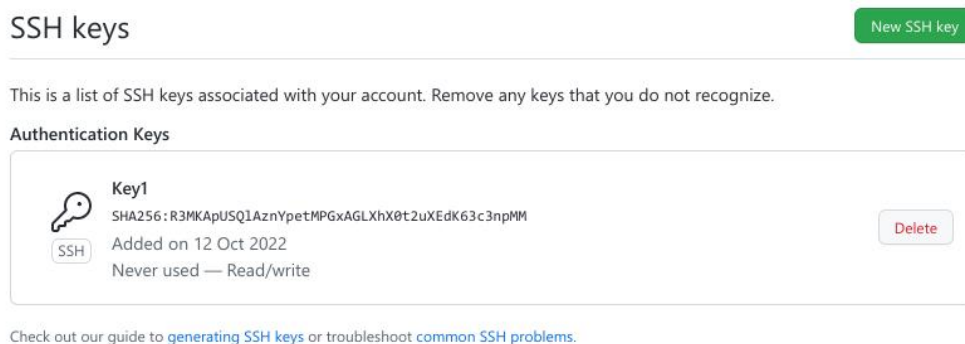 SSH keys
New SSH key
This is a list of SSH keys associated with your account. Remove any keys that you do not recognize.
Authentication Keys
Key1
SHA256:R3MKApUSQlAznYpetMPGxAGLXhX0t2uXEdK63c3npMM
SSH
Added on 12 Oct 2022
Never used — Read/write
Delete
Check out our guide to generating SSH keys or troubleshoot common SSH problems.